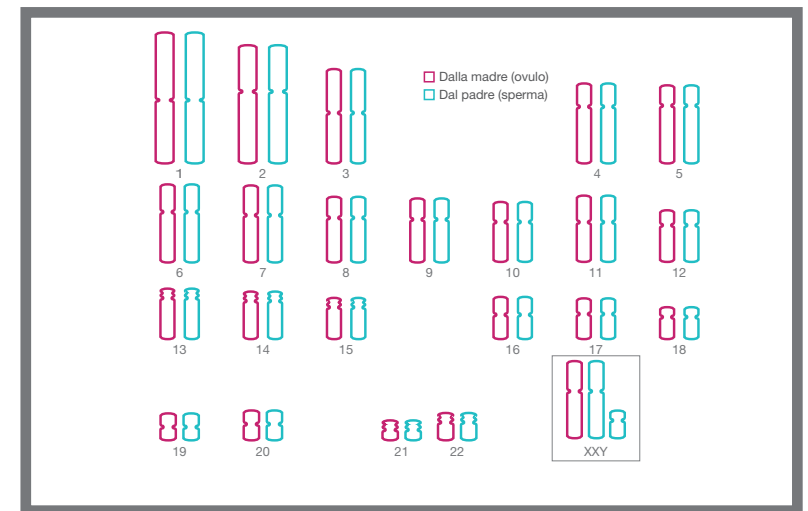 Dalla madre (ovulo)
Dal padre (sperma)
1 2 3 4 5
6 7 8 9 10 11 12
13 14 15 16 17 18
19 20 21 22 XXY